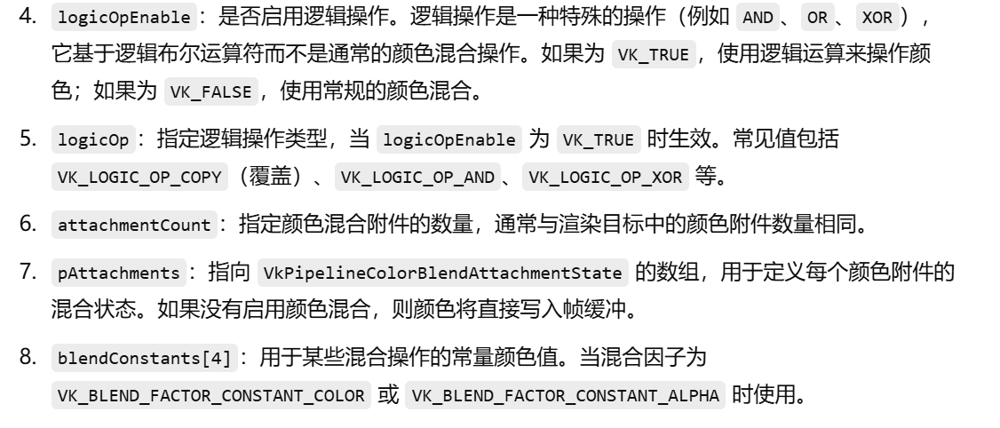 4. logicOpEnable：是否启用逻辑操作。逻辑操作是一种特殊的操作（例如 AND、OR、XOR），
它基于逻辑布尔运算符而不是通常的颜色混合操作。如果为 VK_TRUE，使用逻辑运算来操作颜
色；如果为 VK_FALSE，使用常规的颜色混合。
5. logicOp：指定逻辑操作类型，当 logicOpEnable 为 VK_TRUE 时生效。常见值包括
VK_LOGIC_OP_COPY（覆盖）、VK_LOGIC_OP_AND、VK_LOGIC_OP_XOR 等。
6. attachmentCount：指定颜色混合附件的数量，通常与渲染目标中的颜色附件数量相同。
7. pAttachments：指向 VkPipelineColorBlendAttachmentState 的数组，用于定义每个颜色附件的
混合状态。如果没有启用颜色混合，则颜色将直接写入帧缓冲。
8. blendConstants[4]：用于某些混合操作的常量颜色值。当混合因子为
VK_BLEND_FACTOR_CONSTANT_COLOR 或 VK_BLEND_FACTOR_CONSTANT_ALPHA 时使用。